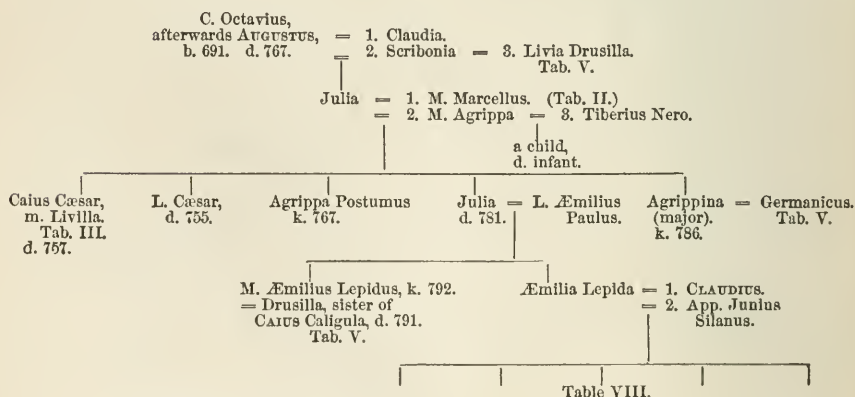 C. Octavius,
afterwards AUGUSTUS, = 1. Claudia.
b. 691. d. 767. = 2. Scribonia = 3. Livia Drusilla.
Tab. V.
Julia = 1. M. Marcellus. (Tab. II.)
= 2. M. Agrippa = 3. Tiberius Nero.
a child,
d. infant.
Caius Cæsar,
m. Livilla.
Tab. III.
d. 757.
L. Cæsar,
d. 755.
Agrippa Postumus
k. 767.
Julia = L. Æmilius
d. 781. Paulus.
Agrippina = Germanicus.
(major). Tab. V.
k. 786.
M. Æmilius Lepidus, k. 792.
= Drusilla, sister of
CAIUS Caligula, d. 791.
Tab. V.
Æmilia Lepida = 1. CLAUDIUS.
= 2. App. Junius
Silanus.
Table VIII.